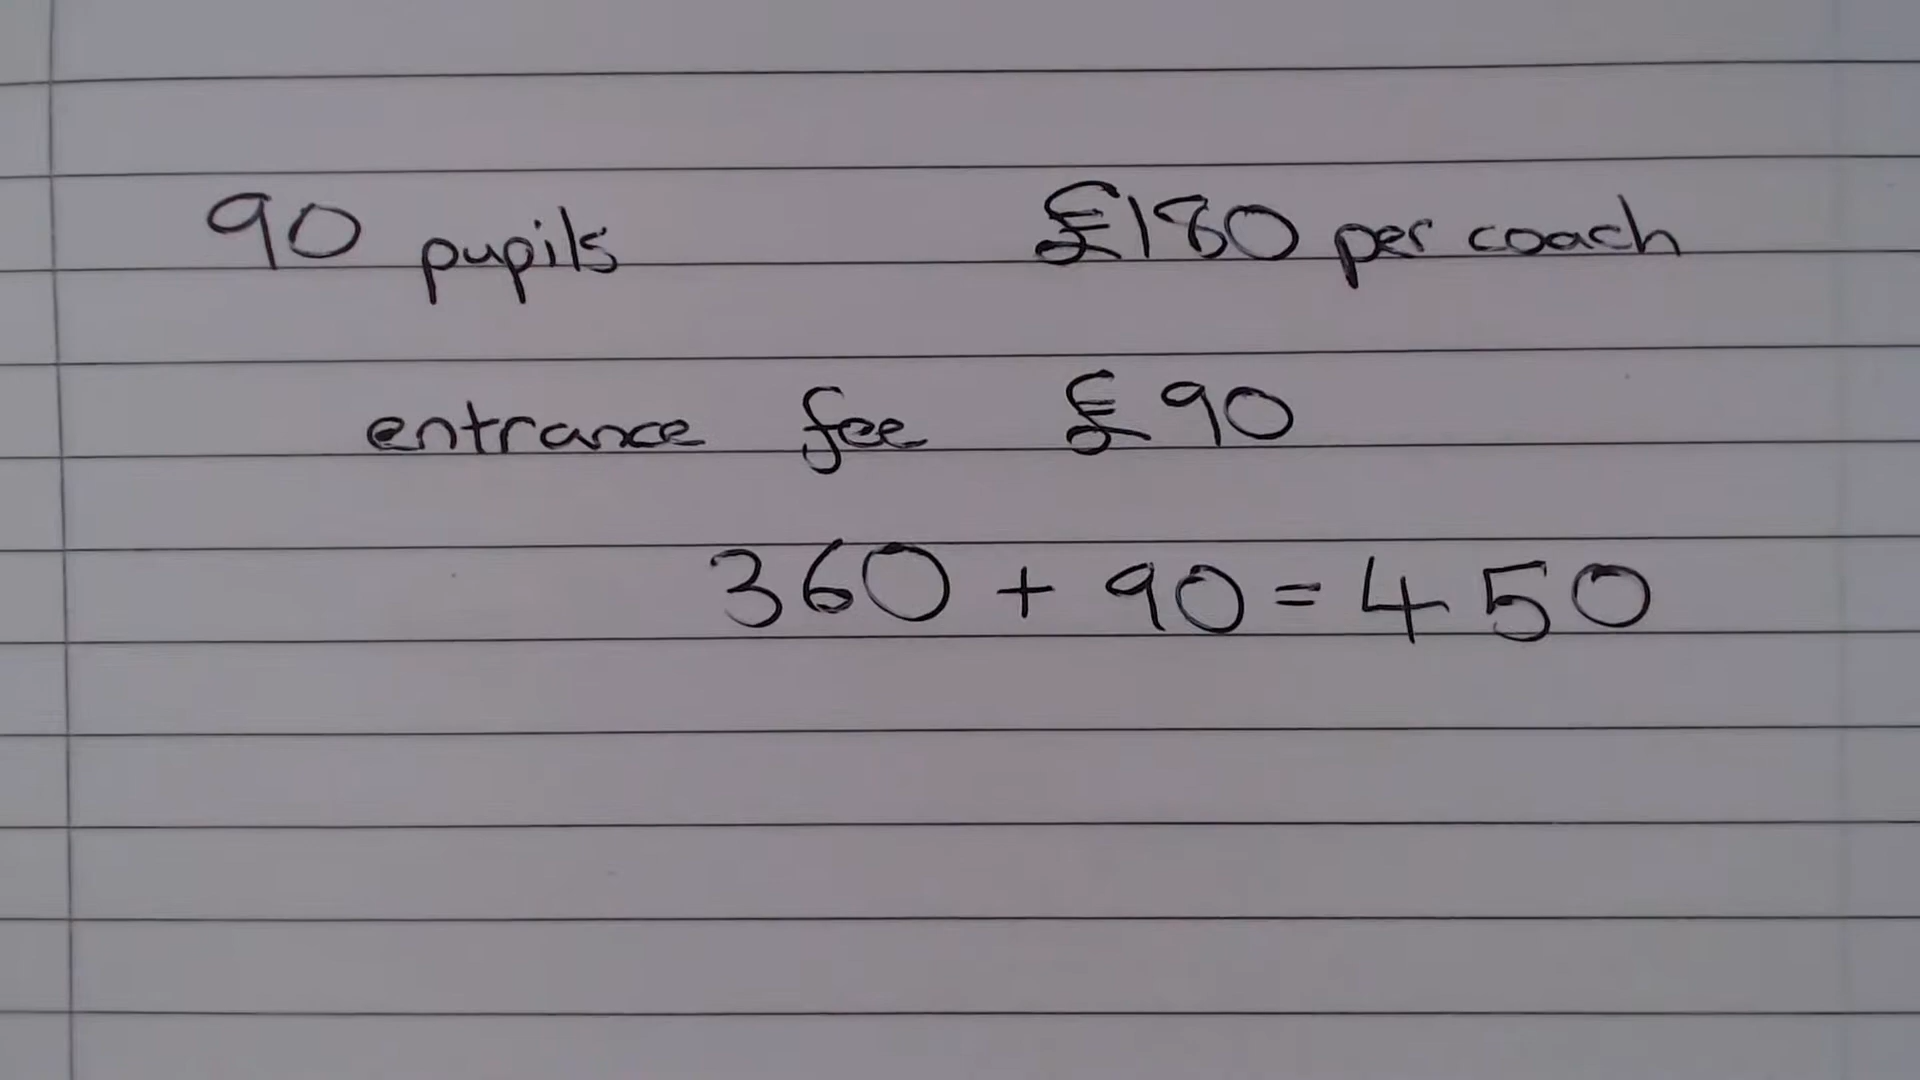 90 pupils £180 per coach
entrance fee £90
360 + 90 = 450